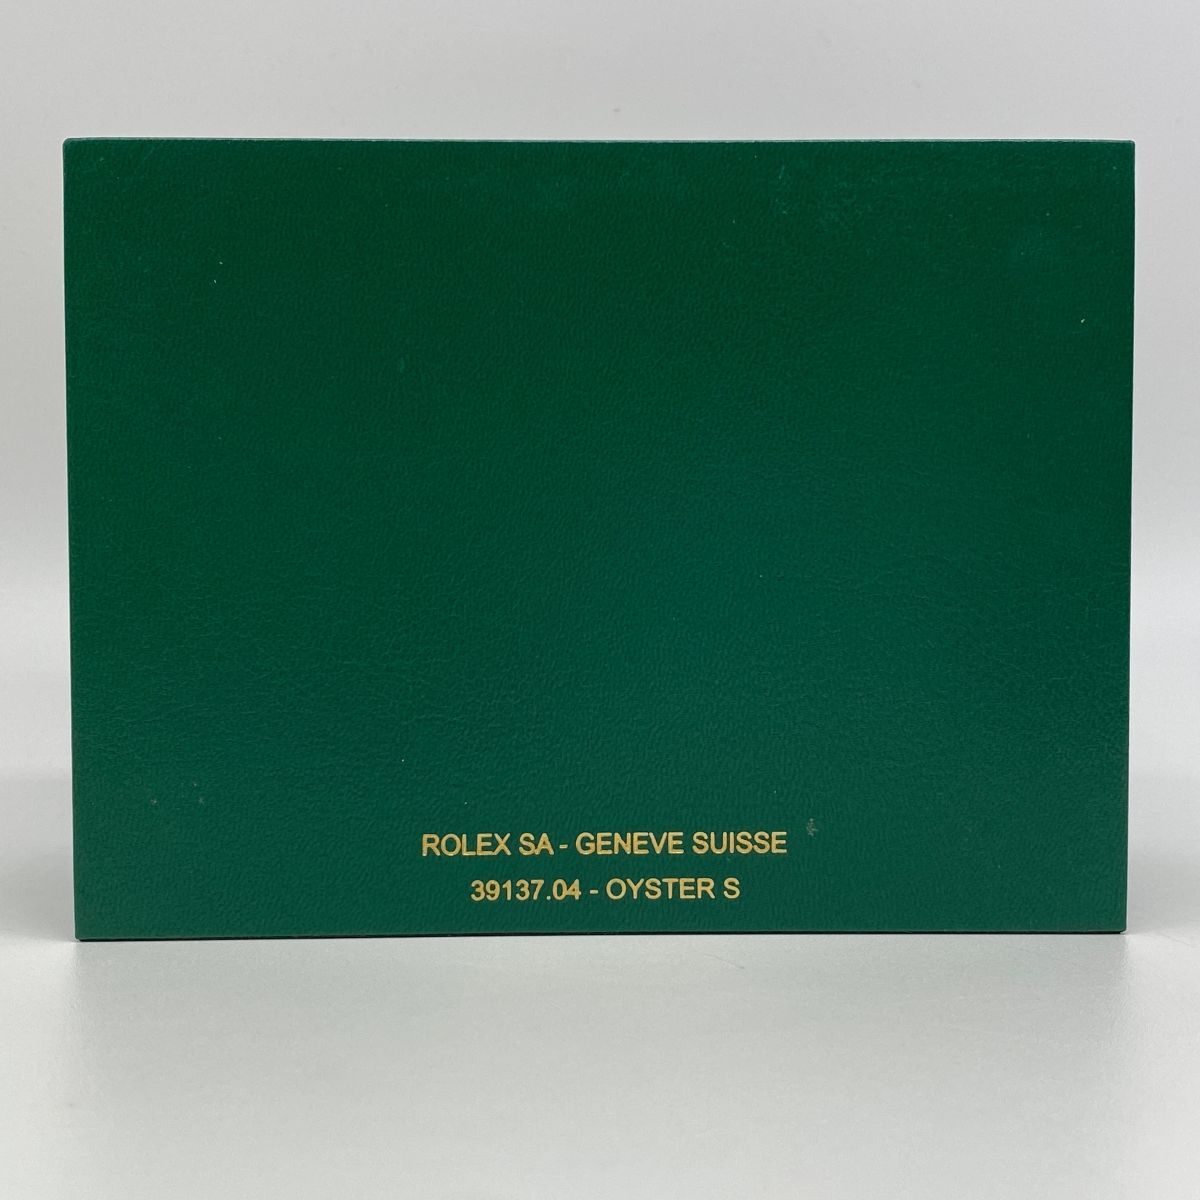 ROLEX SA - GENEVE SUISSE
39137.04 - OYSTER S